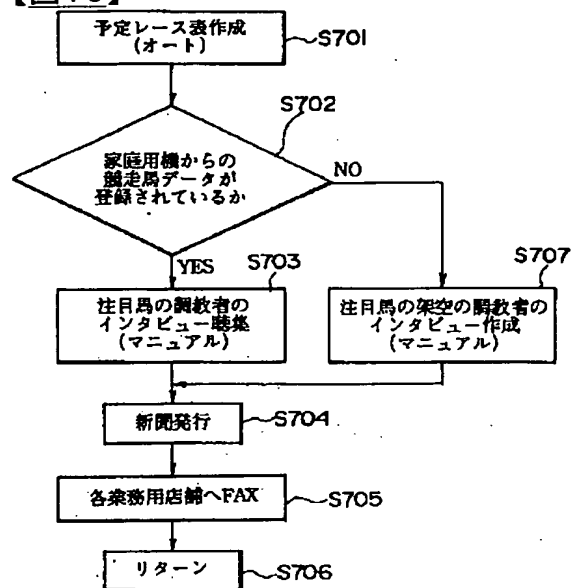 予定レース表作成
(オート)
S701
S702
家庭用機からの
競走馬データが
登録されているか
NO
YES
S703
S707
注目馬の調教者の
インタビュー聴集
(マニュアル)
注目馬の架空の調教者の
インタビュー作成
(マニュアル)
新聞発行
S704
各業務用店舗へFAX
S705
リターン
S706